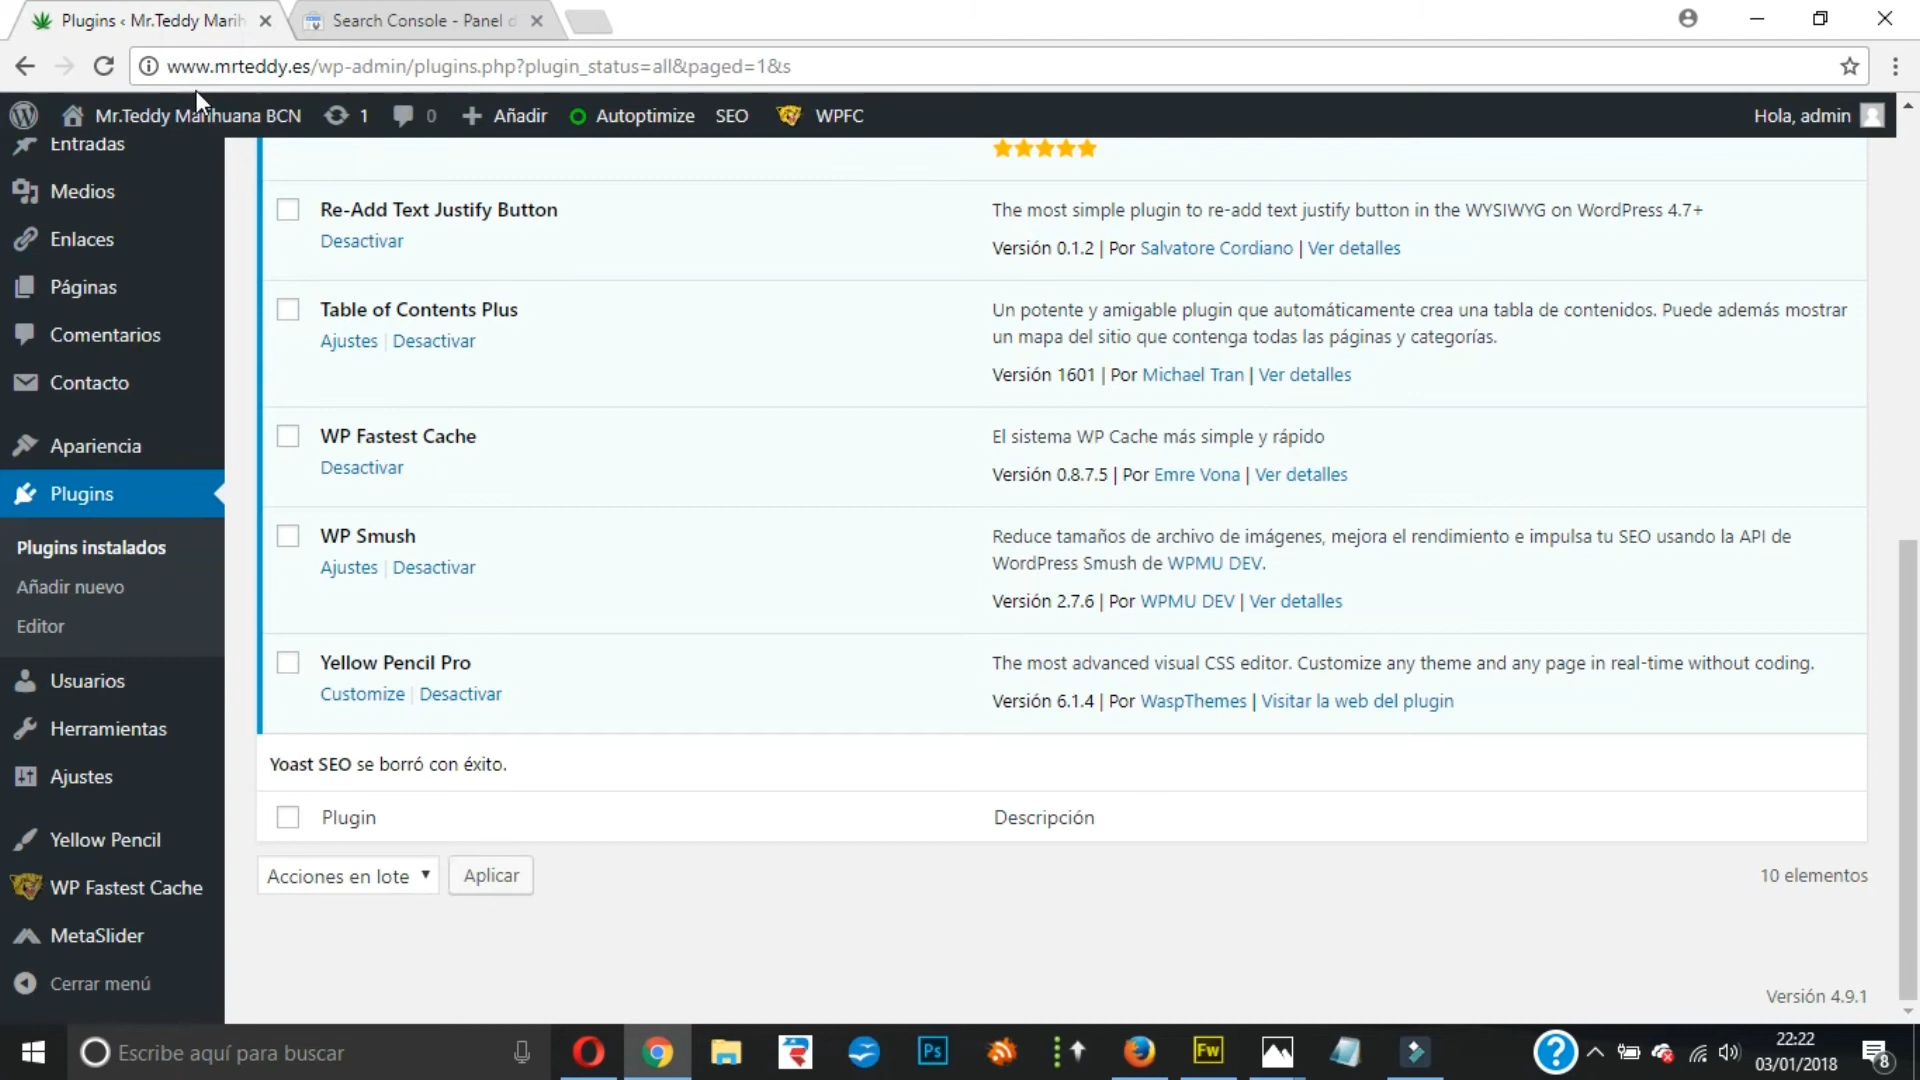 Plugins ‹ Mr.Teddy Marih
Search Console - Panel d
www.mrteddy.es/wp-admin/plugins.php?plugin_status=all&paged=1&s
Mr.Teddy Marihuana BCN
1
0
Añadir
Autoptimize
SEO
WPFC
Hola, admin
Entradas
Medios
Enlaces
Páginas
Comentarios
Contacto
Apariencia
Plugins
Plugins instalados
Añadir nuevo
Editor
Usuarios
Herramientas
Ajustes
Yellow Pencil
WP Fastest Cache
MetaSlider
Cerrar menú
Re-Add Text Justify Button
Desactivar
The most simple plugin to re-add text justify button in the WYSIWYG on WordPress 4.7+
Versión 0.1.2 | Por Salvatore Cordiano | Ver detalles
Table of Contents Plus
Ajustes | Desactivar
Un potente y amigable plugin que automáticamente crea una tabla de contenidos. Puede además mostrar
un mapa del sitio que contenga todas las páginas y categorías.
Versión 1601 | Por Michael Tran | Ver detalles
WP Fastest Cache
Desactivar
El sistema WP Cache más simple y rápido
Versión 0.8.7.5 | Por Emre Vona | Ver detalles
WP Smush
Ajustes | Desactivar
Reduce tamaños de archivo de imágenes, mejora el rendimiento e impulsa tu SEO usando la API de
WordPress Smush de WPMU DEV.
Versión 2.7.6 | Por WPMU DEV | Ver detalles
Yellow Pencil Pro
Customize | Desactivar
The most advanced visual CSS editor. Customize any theme and any page in real-time without coding.
Versión 6.1.4 | Por WaspThemes | Visitar la web del plugin
Yoast SEO se borró con éxito.
Plugin
Descripción
Acciones en lote
Aplicar
10 elementos
Versión 4.9.1
Escribe aquí para buscar
Ps
Fw
?
22:22
03/01/2018
8